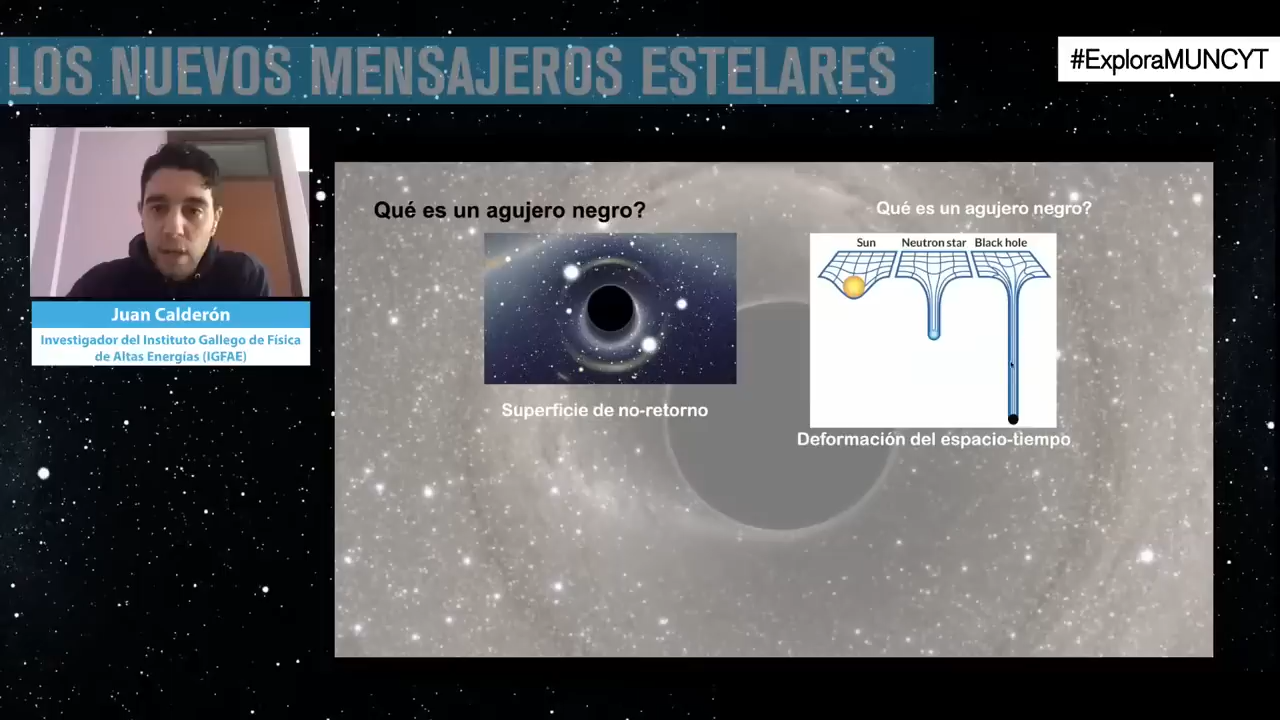 LOS NUEVOS MENSAJEROS ESTELARES
#ExploraMUNCYT
Juan Calderón
Investigador del Instituto Gallego de Física
de Altas Energías (IGFAE)
Qué es un agujero negro?
Superficie de no-retorno
Qué es un agujero negro?
Sun Neutron star Black hole
Deformación del espacio-tiempo